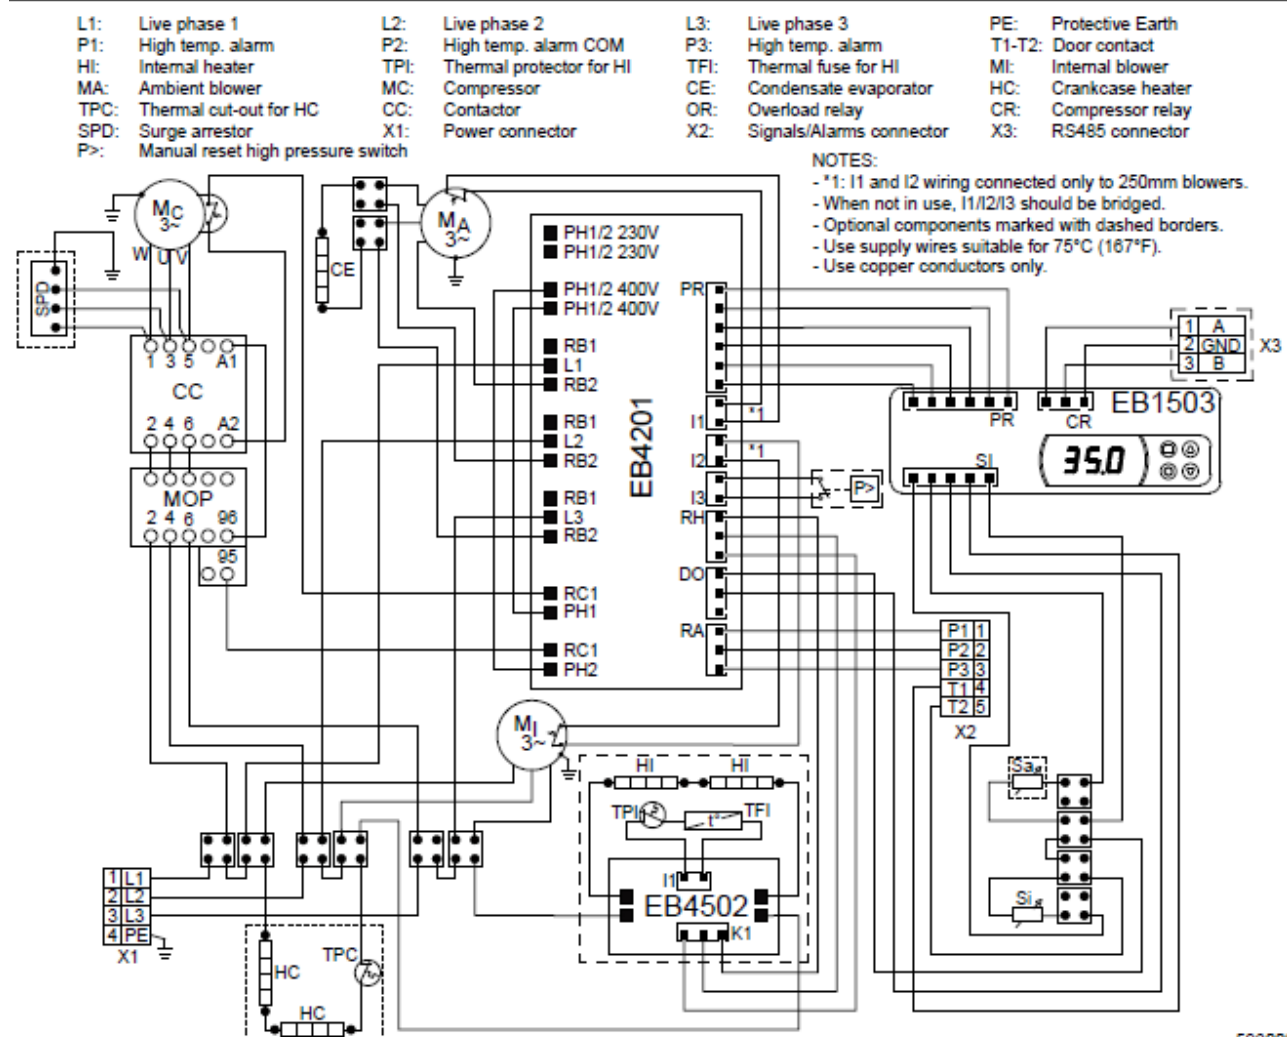 L1: Live phase 1 L2: Live phase 2 L3: Live phase 3 PE: Protective Earth
P1: High temp. alarm P2: High temp. alarm COM P3: High temp. alarm T1-T2: Door contact
HI: Internal heater TPI: Thermal protector for HI TFI: Thermal fuse for HI MI: Internal blower
MA: Ambient blower MC: Compressor CE: Condensate evaporator HC: Crankcase heater
TPC: Thermal cut-out for HC CC: Contactor OR: Overload relay CR: Compressor relay
SPD: Surge arrestor X1: Power connector X2: Signals/Alarms connector X3: RS485 connector
P>: Manual reset high pressure switch
NOTES:
- *1: I1 and I2 wiring connected only to 250mm blowers.
- When not in use, I1/I2/I3 should be bridged.
- Optional components marked with dashed borders.
- Use supply wires suitable for 75°C (167°F).
- Use copper conductors only.
MC
3~
W U V
SPD
1 3 5 A1
CC
2 4 6 A2
MOP
2 4 6 96
95
CE
MA
3~
PH1/2 230V
PH1/2 230V
PH1/2 400V
PH1/2 400V
RB1
L1
RB2
RB1
L2
RB2
RB1
L3
RB2
RC1
PH1
RC1
PH2
EB4201
PR
I1
*1
I2
*1
I3
RH
DO
RA
P>
1 A
2 GND
3 B
X3
EB1503
PR
CR
SI
35.0
P1 1
P2 2
P3 3
T1 4
T2 5
X2
Sa
Si
MI
3~
HI HI
TPI
t°
TFI
I1
EB4502
K1
1 L1
2 L2
3 L3
4 PE
X1
HC
TPC
HC